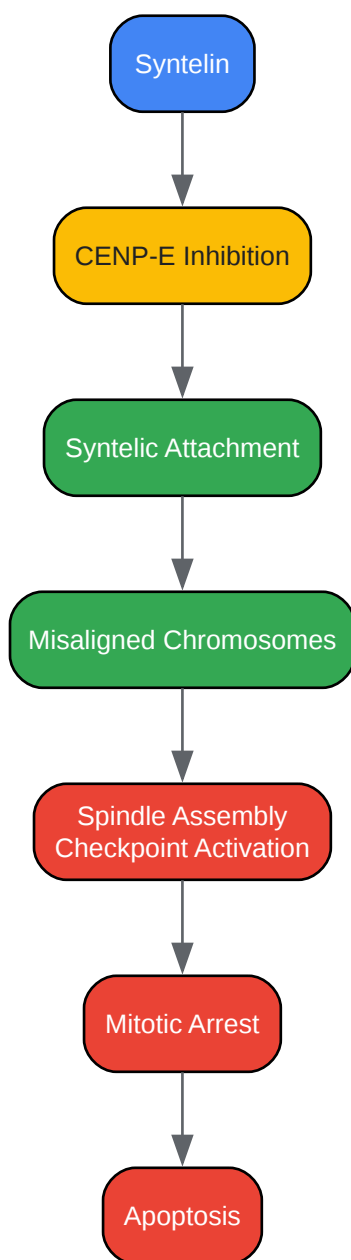 Syntelin
CENP-E Inhibition
Syntelic Attachment
Misaligned Chromosomes
Spindle Assembly
Checkpoint Activation
Mitotic Arrest
Apoptosis